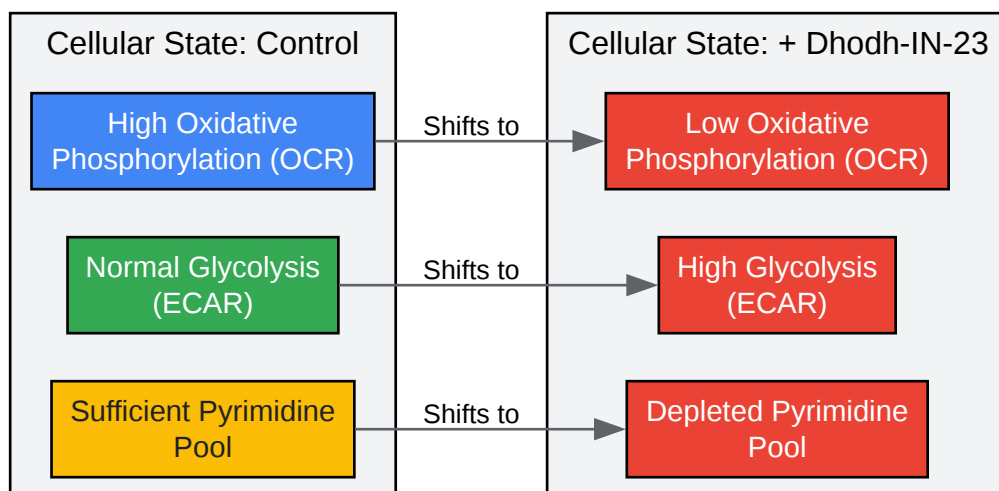 Cellular State: Control
High Oxidative
Phosphorylation (OCR)
Normal Glycolysis
(ECAR)
Sufficient Pyrimidine
Pool
Shifts to
Shifts to
Shifts to
Cellular State: + Dhodh-IN-23
Low Oxidative
Phosphorylation (OCR)
High Glycolysis
(ECAR)
Depleted Pyrimidine
Pool